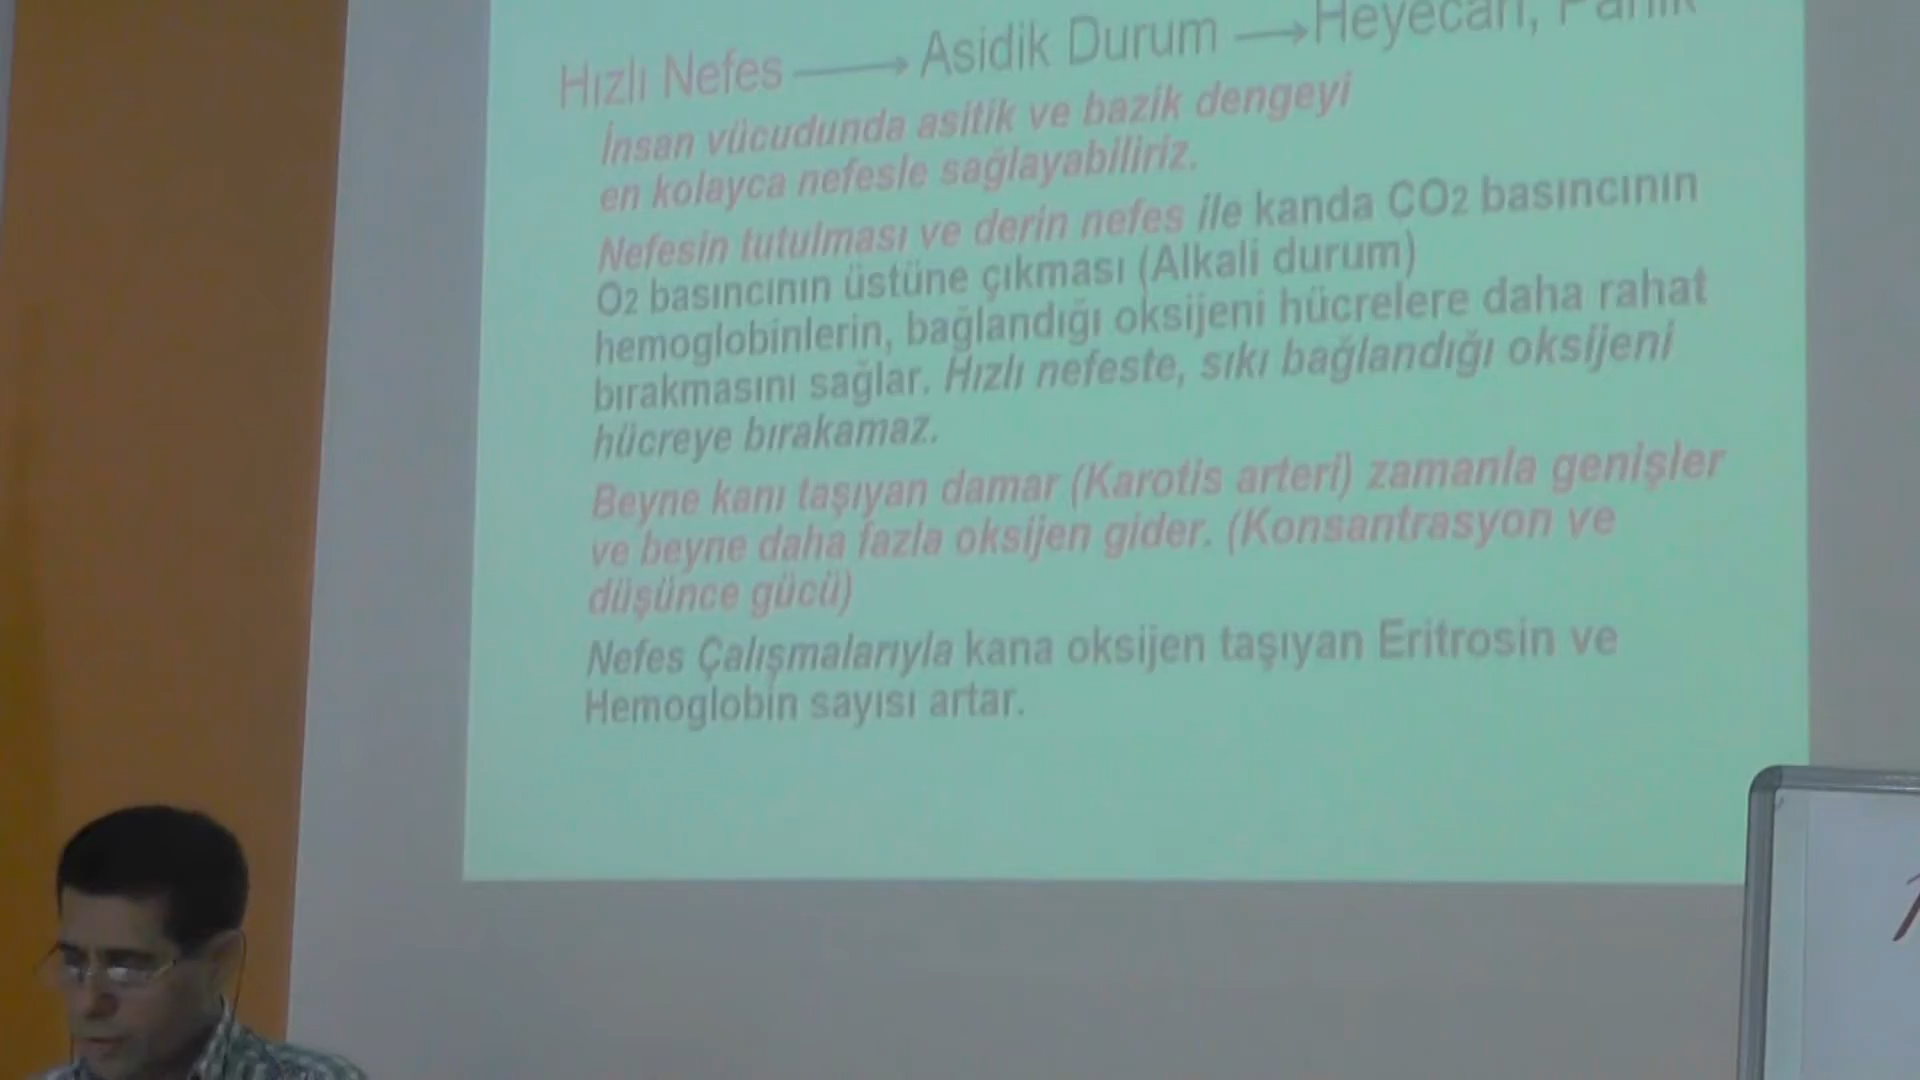 Hızlı Nefes → Asidik Durum → Heyecan, Panik
İnsan vücudunda asitik ve bazik dengeyi
en kolayca nefesle sağlayabiliriz.
Nefesin tutulması ve derin nefes ile kanda CO2 basıncının
O2 basıncının üstüne çıkması (Alkali durum)
hemoglobinlerin, bağlandığı oksijeni hücrelere daha rahat
bırakmasını sağlar. Hızlı nefeste, sıkı bağlandığı oksijeni
hücreye bırakamaz.
Beyne kanı taşıyan damar (Karotis arteri) zamanla genişler
ve beyne daha fazla oksijen gider. (Konsantrasyon ve
düşünce gücü)
Nefes Çalışmalarıyla kana oksijen taşıyan Eritrosin ve
Hemoglobin sayısı artar.